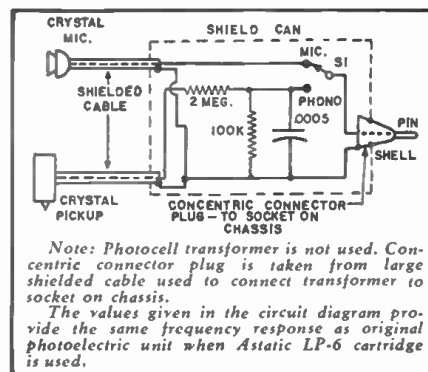 CRYSTAL
MIC.
SHIELD CAN
MIC.
S1
SHIELDED
CABLE
2 MEG.
PHONO
.0005
100K
PIN
SHELL
CRYSTAL
PICKUP
CONCENTRIC CONNECTOR
PLUG - TO SOCKET ON
CHASSIS
Note: Photocell transformer is not used. Con-
centric connector plug is taken from large
shielded cable used to connect transformer to
socket on chassis.
The values given in the circuit diagram pro-
vide the same frequency response as original
photoelectric unit when Astatic LP-6 cartridge
is used.